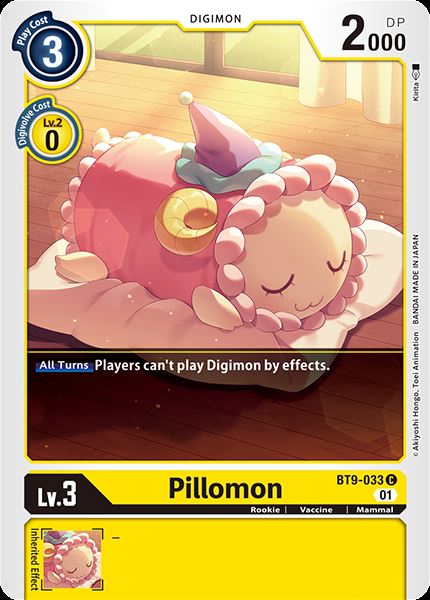 Play Cost
3
DIGIMON
DP
2000
Kirita
Digivolve Cost
Lv.2
0
All Turns Players can't play Digimon by effects.
©Akiyoshi Hongo, Toei Animation BANDAI MADE IN JAPAN
Lv.3
Pillomon
BT9-033 C
01
Rookie | Vaccine | Mammal
Inherited Effect
–